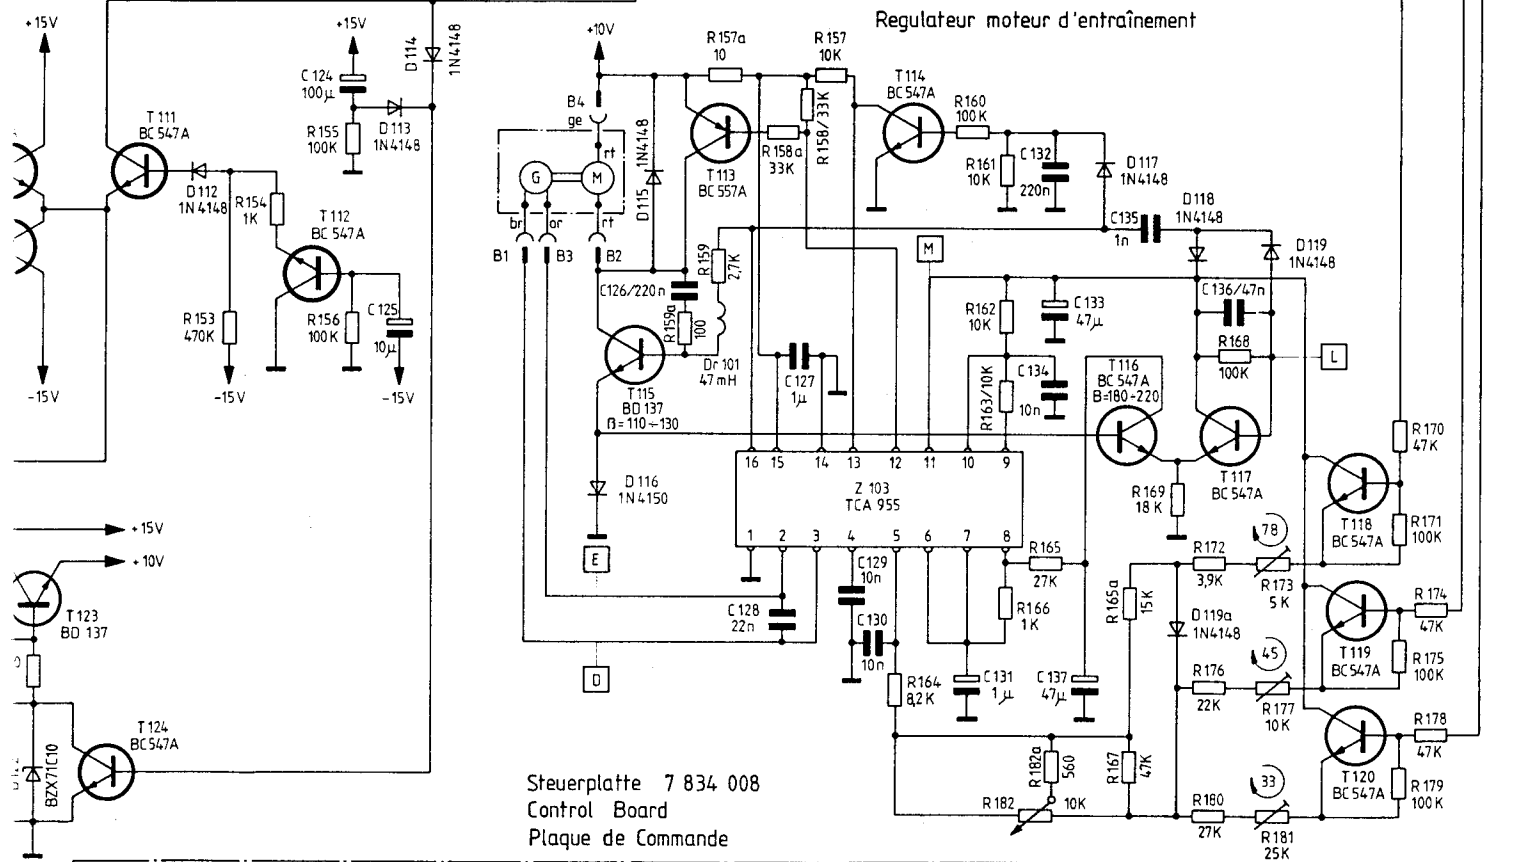 Regulateur moteur d'entraînement
+15V
+15V
D114
1N4148
+10V
R157a
10
R157
10K
T114
BC547A
C124
100µ
T111
BC547A
R155
100K
D113
1N4148
B4
ge
rt
G
M
br
or
rt
B1
B3
B2
D115
1N4148
T113
BC557A
R158a
33K
R158/33K
R160
100K
R161
10K
C132
220n
D117
1N4148
D118
1N4148
C135
1n
D119
1N4148
D112
1N4148
R154
1K
T112
BC547A
R153
470K
R156
100K
C125
10µ
-15V
-15V
-15V
C126/220n
R159
2,7K
R159a
100
Dr101
47mH
M
R162
10K
C133
47µ
C136/47n
R168
100K
L
T115
BD137
ß=110÷130
C127
1µ
R163/10K
C134
10n
T116
BC547A
B=180-220
T117
BC547A
R169
18K
R170
47K
16 15 14 13 12 11 10 9
Z103
TCA955
1 2 3 4 5 6 7 8
D116
1N4150
E
D
+15V
+10V
T123
BD137
C128
22n
C129
10n
C130
10n
R164
8,2K
R165
27K
R166
1K
C131
1µ
C137
47µ
R165a
15K
R172
3,9K
78
R173
5K
T118
BC547A
R171
100K
D119a
1N4148
R174
47K
T119
BC547A
R175
100K
R176
22K
45
R177
10K
R178
47K
T120
BC547A
R179
100K
R180
27K
33
R181
25K
R182a
560
R167
47K
R182
10K
T124
BC547A
BZX71C10
Steuerplatte 7 834 008
Control Board
Plaque de Commande